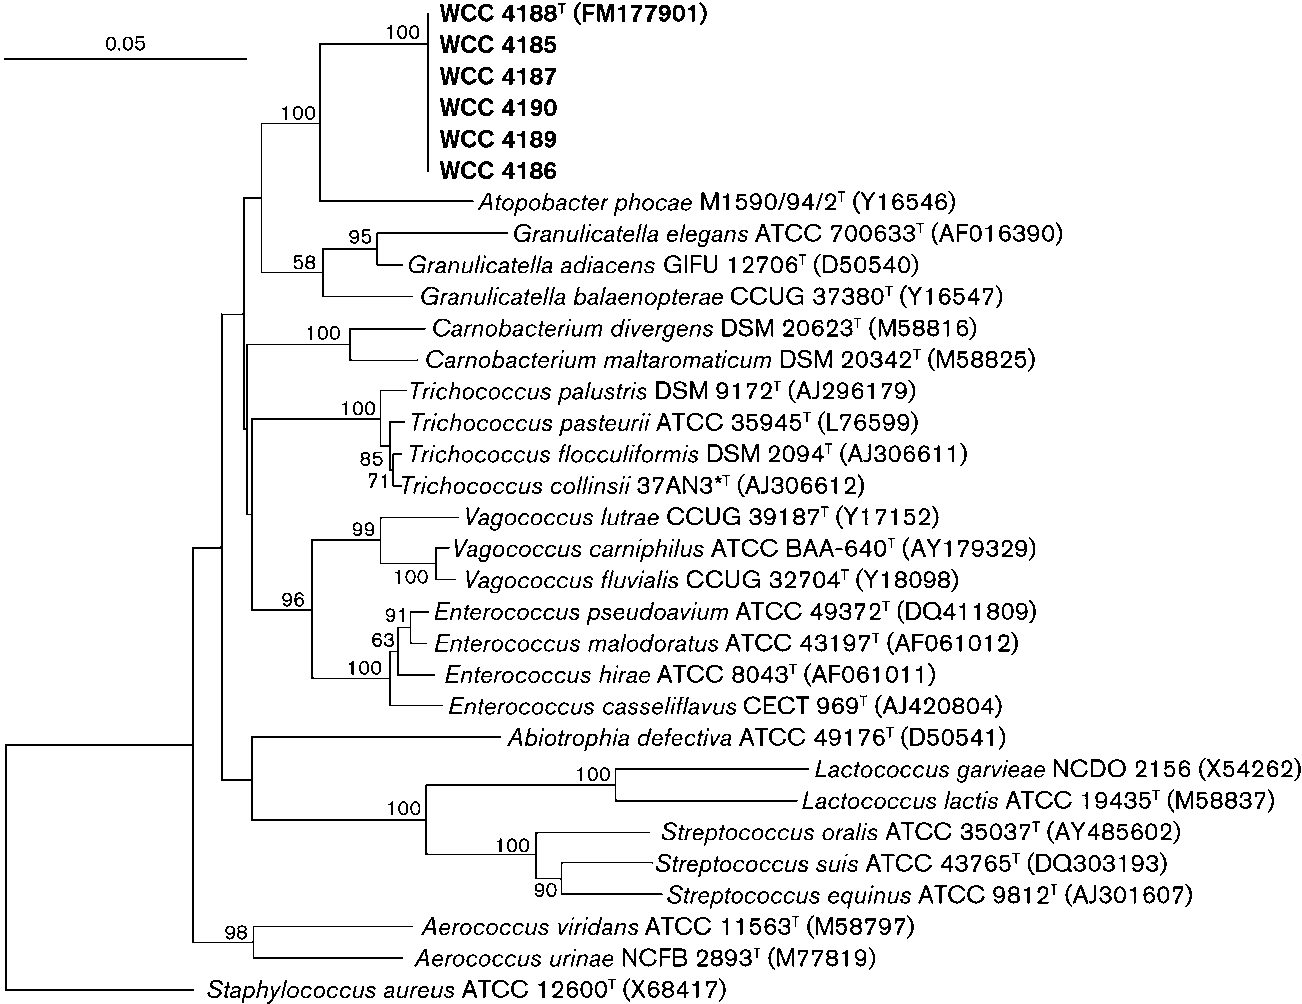 WCC 4188ᵀ (FM177901)
0.05
100
WCC 4185
WCC 4187
WCC 4190
100
WCC 4189
WCC 4186
Atopobacter phocae M1590/94/2ᵀ (Y16546)
95
Granulicatella elegans ATCC 700633ᵀ (AF016390)
58
Granulicatella adiacens GIFU 12706ᵀ (D50540)
Granulicatella balaenopterae CCUG 37380ᵀ (Y16547)
100
Carnobacterium divergens DSM 20623ᵀ (M58816)
Carnobacterium maltaromaticum DSM 20342ᵀ (M58825)
Trichococcus palustris DSM 9172ᵀ (AJ296179)
100
Trichococcus pasteurii ATCC 35945ᵀ (L76599)
85
Trichococcus flocculiformis DSM 2094ᵀ (AJ306611)
71
Trichococcus collinsii 37AN3*ᵀ (AJ306612)
Vagococcus lutrae CCUG 39187ᵀ (Y17152)
99
Vagococcus carniphilus ATCC BAA-640ᵀ (AY179329)
100
Vagococcus fluvialis CCUG 32704ᵀ (Y18098)
96
91
Enterococcus pseudoavium ATCC 49372ᵀ (DQ411809)
63
Enterococcus malodoratus ATCC 43197ᵀ (AF061012)
100
Enterococcus hirae ATCC 8043ᵀ (AF061011)
Enterococcus casseliflavus CECT 969ᵀ (AJ420804)
Abiotrophia defectiva ATCC 49176ᵀ (D50541)
100
Lactococcus garvieae NCDO 2156 (X54262)
100
Lactococcus lactis ATCC 19435ᵀ (M58837)
Streptococcus oralis ATCC 35037ᵀ (AY485602)
100
Streptococcus suis ATCC 43765ᵀ (DQ303193)
90
Streptococcus equinus ATCC 9812ᵀ (AJ301607)
98
Aerococcus viridans ATCC 11563ᵀ (M58797)
Aerococcus urinae NCFB 2893ᵀ (M77819)
Staphylococcus aureus ATCC 12600ᵀ (X68417)